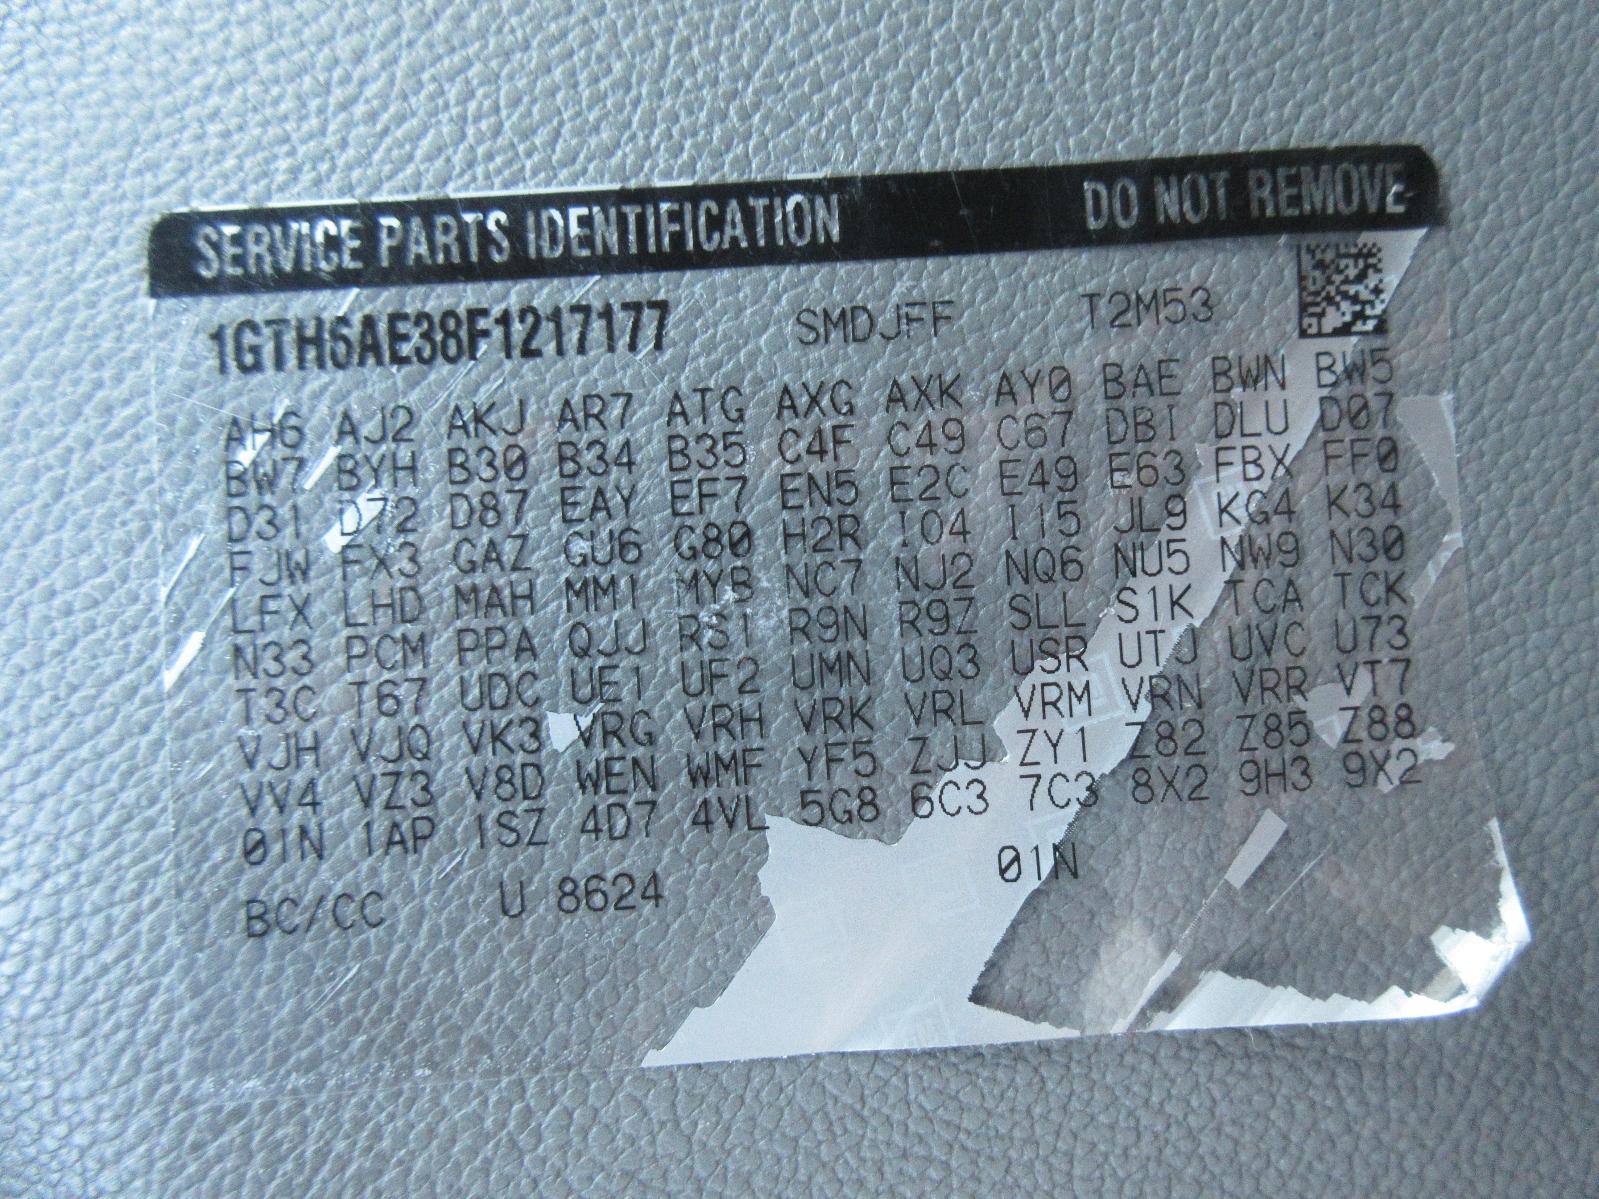 SERVICE PARTS IDENTIFICATION DO NOT REMOVE
1GTH6AE38F1217177 SMDJFF T2M53
AH6 AJ2 AKJ AR7 ATG AXG AXK AY0 BAE BWN BW5
BW7 BYH B30 B34 B35 C4F C49 C67 DBI DLU D07
D31 D72 D87 EAY EF7 EN5 E2C E49 E63 FBX FF0
FJW FX3 GAZ GU6 G80 H2R I04 I15 JL9 KG4 K34
LFX LHD MAH MM1 MYB NC7 NJ2 NQ6 NU5 NW9 N30
N33 PCM PPA QJJ RS1 R9N R9Z SLL S1K TCA TCK
T3C T67 UDC UE1 UF2 UMN UQ3 USR UTJ UVC U73
VJH VJQ VK3 VRG VRH VRK VRL VRM VRN VRR VT7
VV4 VZ3 V8D WEN WMF YF5 ZJJ ZY1 Z82 Z85 Z88
01N 1AP 1SZ 4D7 4VL 5G8 6C3 7C3 8X2 9H3 9X2
BC/CC U 8624 01N